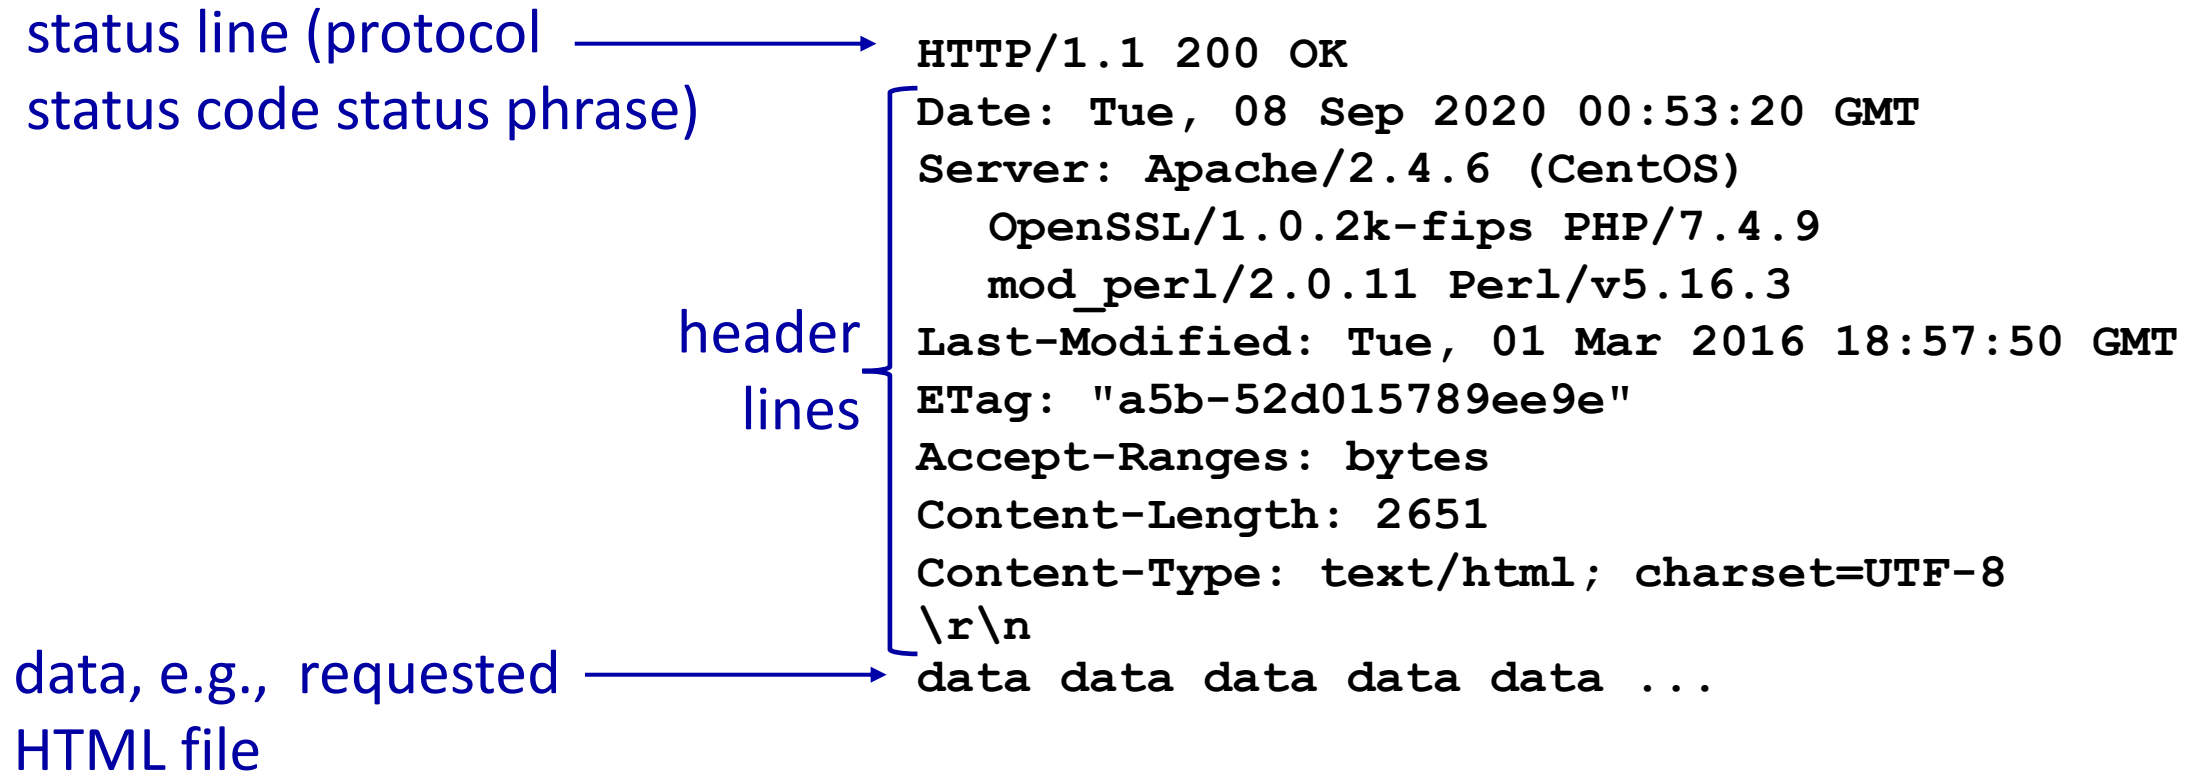 status line (protocol
status code status phrase)
HTTP/1.1 200 OK
Date: Tue, 08 Sep 2020 00:53:20 GMT
Server: Apache/2.4.6 (CentOS)
OpenSSL/1.0.2k-fips PHP/7.4.9
mod_perl/2.0.11 Perl/v5.16.3
header
lines
Last-Modified: Tue, 01 Mar 2016 18:57:50 GMT
ETag: "a5b-52d015789ee9e"
Accept-Ranges: bytes
Content-Length: 2651
Content-Type: text/html; charset=UTF-8
\r\n
data, e.g., requested
HTML file
data data data data data ...